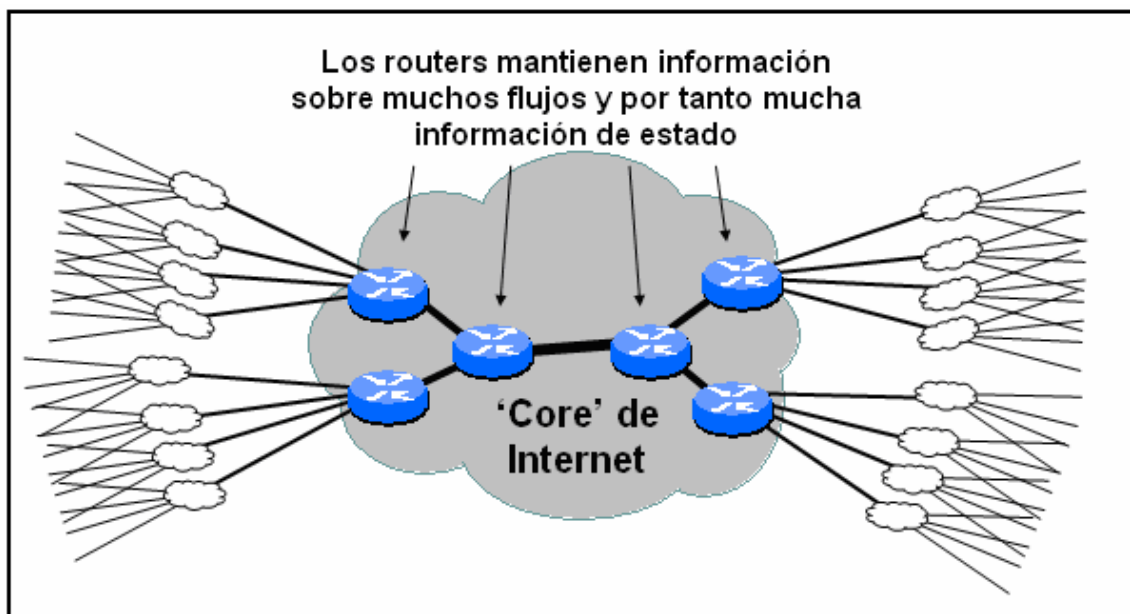 Los routers mantienen información
sobre muchos flujos y por tanto mucha
información de estado
‘Core’ de
Internet